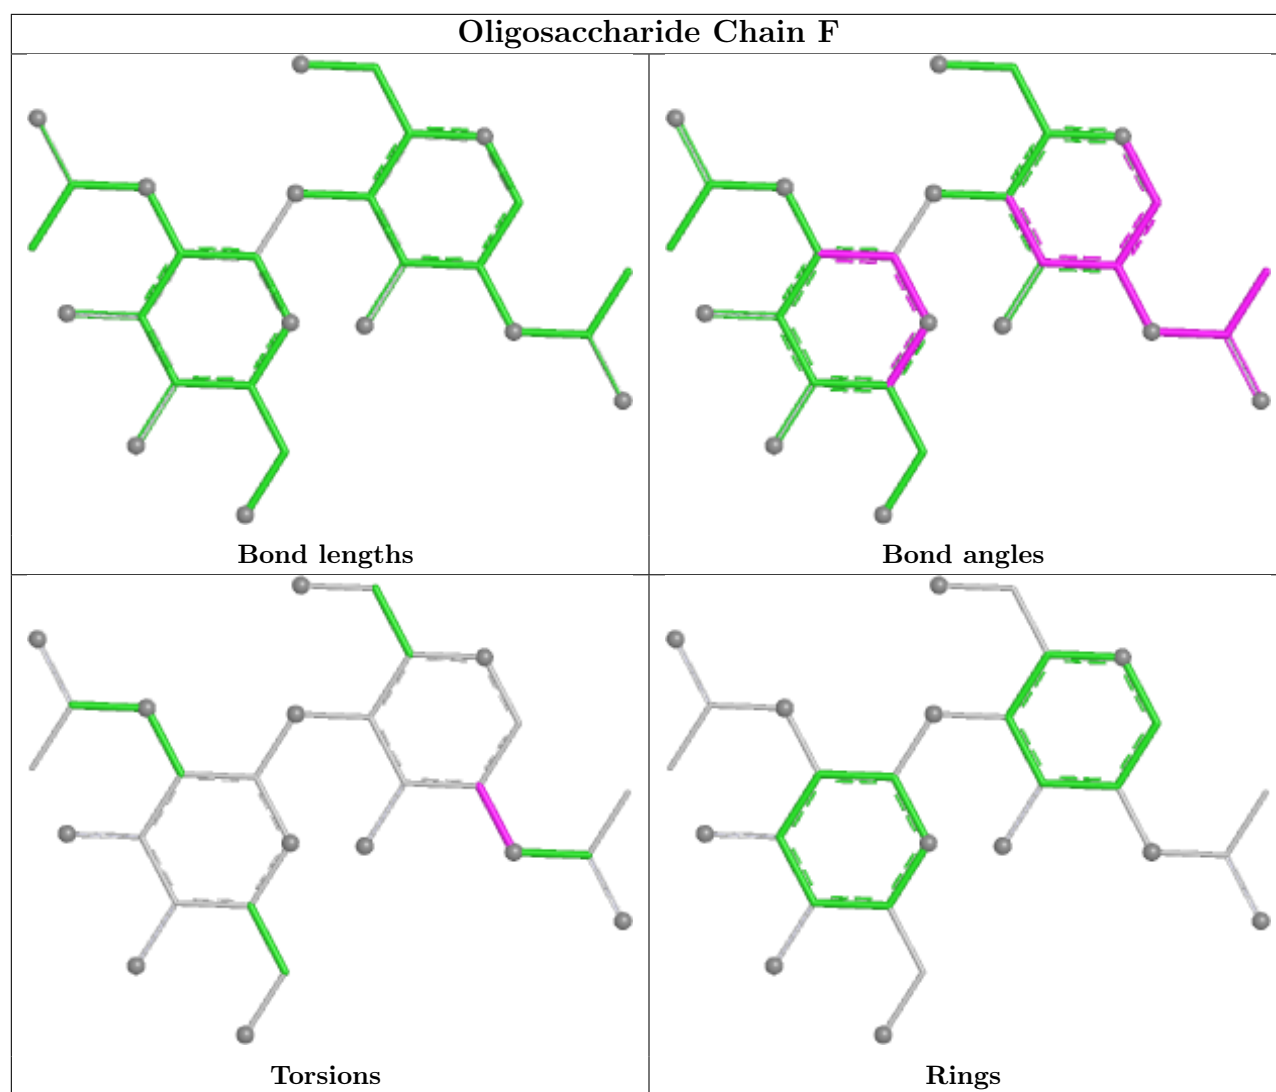 Oligosaccharide Chain F
Bond lengths
Bond angles
Torsions
Rings